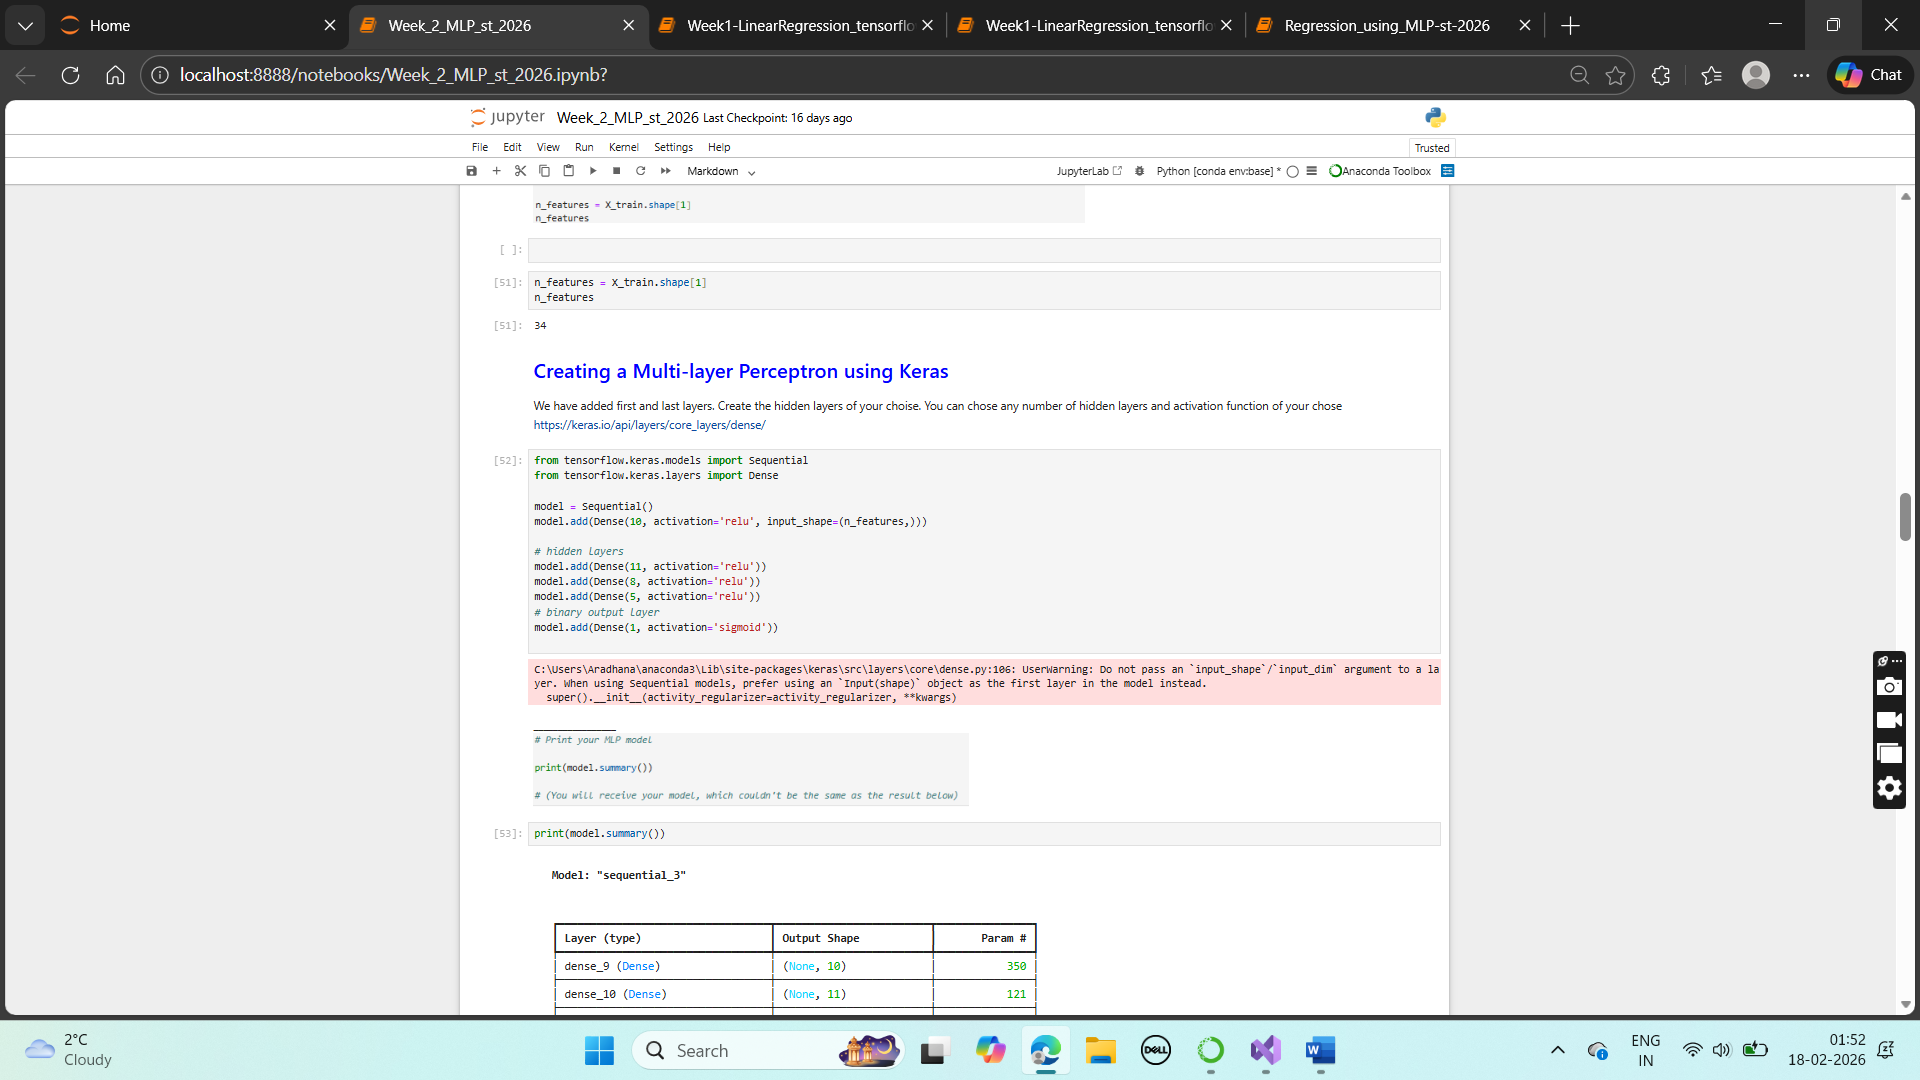 Home
Week_2_MLP_st_2026
Week1-LinearRegression_tensorflo
Week1-LinearRegression_tensorflo
Regression_using_MLP-st-2026
localhost:8888/notebooks/Week_2_MLP_st_2026.ipynb?
Chat
jupyter Week_2_MLP_st_2026 Last Checkpoint: 16 days ago
File Edit View Run Kernel Settings Help
Trusted
Markdown
JupyterLab
Python [conda env:base] *
Anaconda Toolbox
n_features = X_train.shape[1]
n_features
[ ]:
[51]: n_features = X_train.shape[1]
n_features
[51]: 34
Creating a Multi-layer Perceptron using Keras
We have added first and last layers. Create the hidden layers of your choise. You can chose any number of hidden layers and activation function of your chose
https://keras.io/api/layers/core_layers/dense/
[52]: from tensorflow.keras.models import Sequential
from tensorflow.keras.layers import Dense
model = Sequential()
model.add(Dense(10, activation='relu', input_shape=(n_features,)))
# hidden layers
model.add(Dense(11, activation='relu'))
model.add(Dense(8, activation='relu'))
model.add(Dense(5, activation='relu'))
# binary output layer
model.add(Dense(1, activation='sigmoid'))
C:\Users\Aradhana\anaconda3\Lib\site-packages\keras\src\layers\core\dense.py:106: UserWarning: Do not pass an `input_shape`/`input_dim` argument to a la
yer. When using Sequential models, prefer using an `Input(shape)` object as the first layer in the model instead.
super().__init__(activity_regularizer=activity_regularizer, **kwargs)
# Print your MLP model
print(model.summary())
# (You will receive your model, which couldn't be the same as the result below)
[53]: print(model.summary())
Model: "sequential_3"
Layer (type) Output Shape Param #
dense_9 (Dense) (None, 10) 350
dense_10 (Dense) (None, 11) 121
2°C
Cloudy
Search
DELL
W
ENG
IN
01:52
18-02-2026